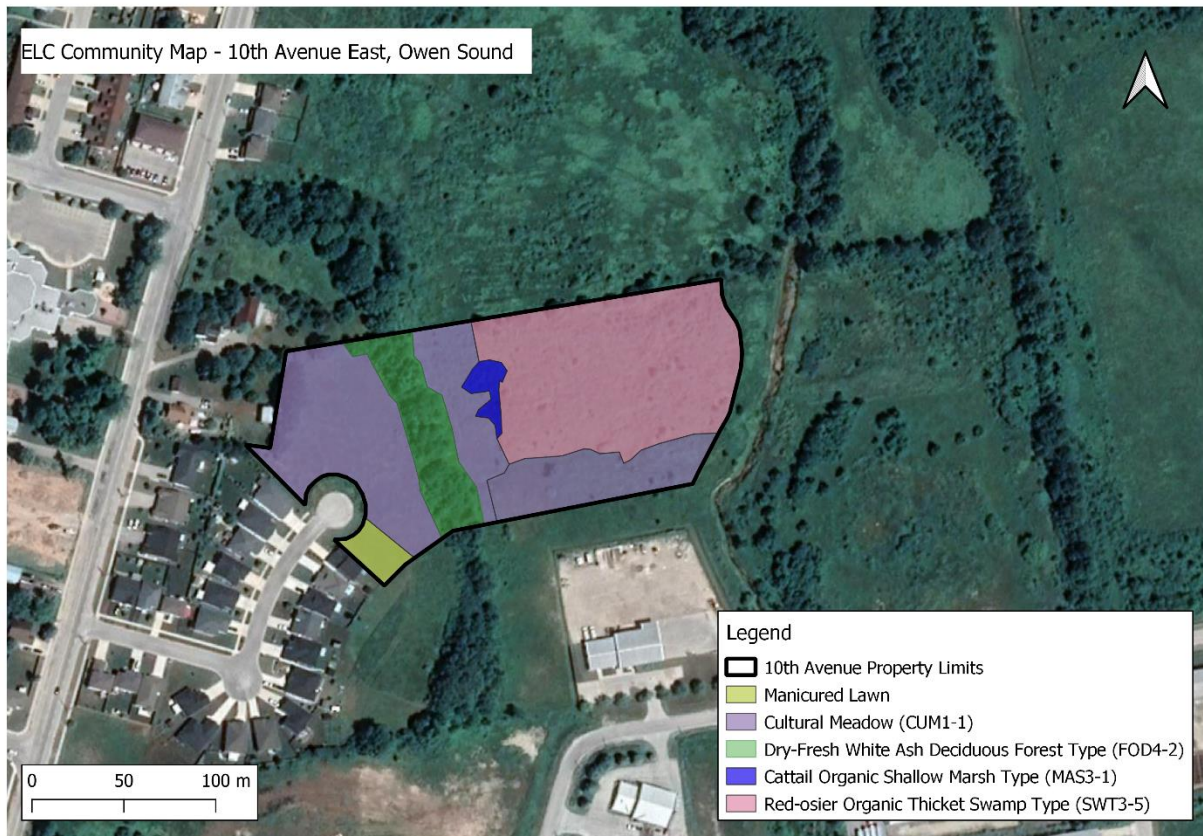 ELC Community Map - 10th Avenue East, Owen Sound
Legend
10th Avenue Property Limits
Manicured Lawn
Cultural Meadow (CUM1-1)
Dry-Fresh White Ash Deciduous Forest Type (FOD4-2)
Cattail Organic Shallow Marsh Type (MAS3-1)
Red-osier Organic Thicket Swamp Type (SWT3-5)
0 50 100 m